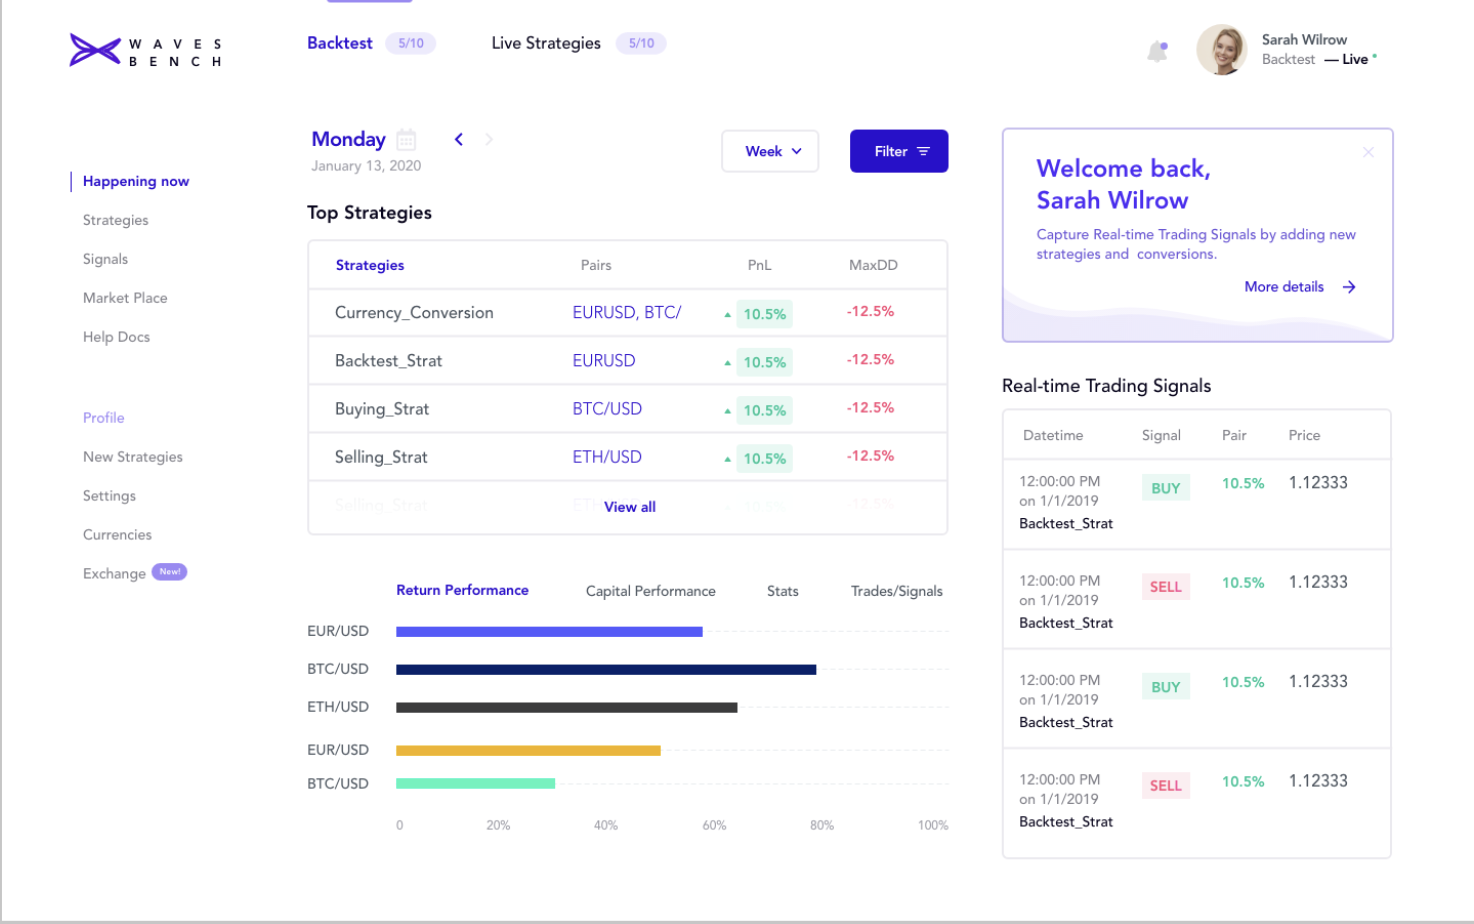 WAVES
BENCH
Backtest 5/10 Live Strategies 5/10
Sarah Wilrow
Backtest — Live
Happening now
Strategies
Signals
Market Place
Help Docs
Profile
New Strategies
Settings
Currencies
Exchange New!
Monday
January 13, 2020
Week
Filter
Top Strategies
Strategies Pairs PnL MaxDD
Currency_Conversion EURUSD, BTC/ 10.5% -12.5%
Backtest_Strat EURUSD 10.5% -12.5%
Buying_Strat BTC/USD 10.5% -12.5%
Selling_Strat ETH/USD 10.5% -12.5%
Selling_Strat ETH/USD 10.5% -12.5%
View all
Return Performance Capital Performance Stats Trades/Signals
EUR/USD
BTC/USD
ETH/USD
EUR/USD
BTC/USD
0 20% 40% 60% 80% 100%
Welcome back,
Sarah Wilrow
Capture Real-time Trading Signals by adding new
strategies and conversions.
More details
Real-time Trading Signals
Datetime Signal Pair Price
12:00:00 PM BUY 10.5% 1.12333
on 1/1/2019
Backtest_Strat
12:00:00 PM SELL 10.5% 1.12333
on 1/1/2019
Backtest_Strat
12:00:00 PM BUY 10.5% 1.12333
on 1/1/2019
Backtest_Strat
12:00:00 PM SELL 10.5% 1.12333
on 1/1/2019
Backtest_Strat